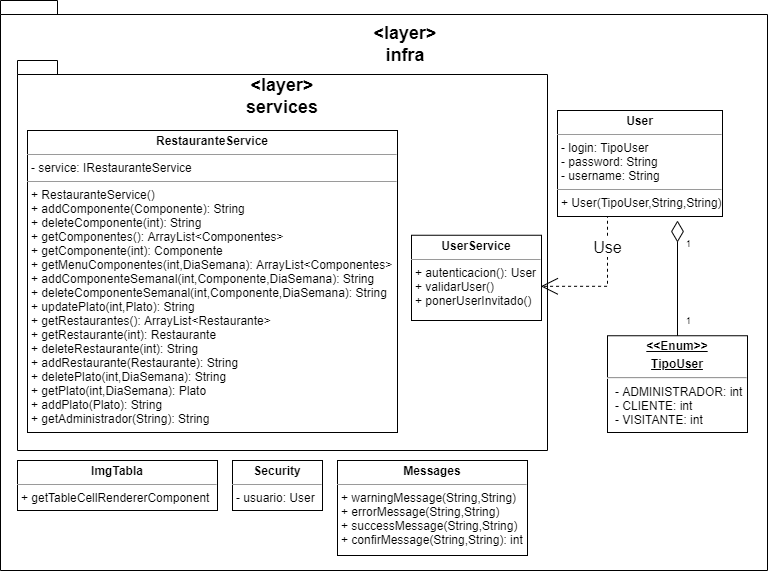 <layer>
infra
<layer>
services
RestauranteService
- service: IRestauranteService
+ RestauranteService()
+ addComponente(Componente): String
+ deleteComponente(int): String
+ getComponentes(): ArrayList<Componentes>
+ getComponente(int): Componente
+ getMenuComponentes(int,DiaSemana): ArrayList<Componentes>
+ addComponenteSemanal(int,Componente,DiaSemana): String
+ deleteComponenteSemanal(int,Componente,DiaSemana): String
+ updatePlato(int,Plato): String
+ getRestaurantes(): ArrayList<Restaurante>
+ getRestaurante(int): Restaurante
+ deleteRestaurante(int): String
+ addRestaurante(Restaurante): String
+ deletePlato(int,DiaSemana): String
+ getPlato(int,DiaSemana): Plato
+ addPlato(Plato): String
+ getAdministrador(String): String
UserService
+ autenticacion(): User
+ validarUser()
+ ponerUserInvitado()
User
- login: TipoUser
- password: String
- username: String
+ User(TipoUser,String,String)
Use
1
1
<<Enum>>
TipoUser
- ADMINISTRADOR: int
- CLIENTE: int
- VISITANTE: int
ImgTabla
+ getTableCellRendererComponent
Security
- usuario: User
Messages
+ warningMessage(String,String)
+ errorMessage(String,String)
+ successMessage(String,String)
+ confirMessage(String,String): int